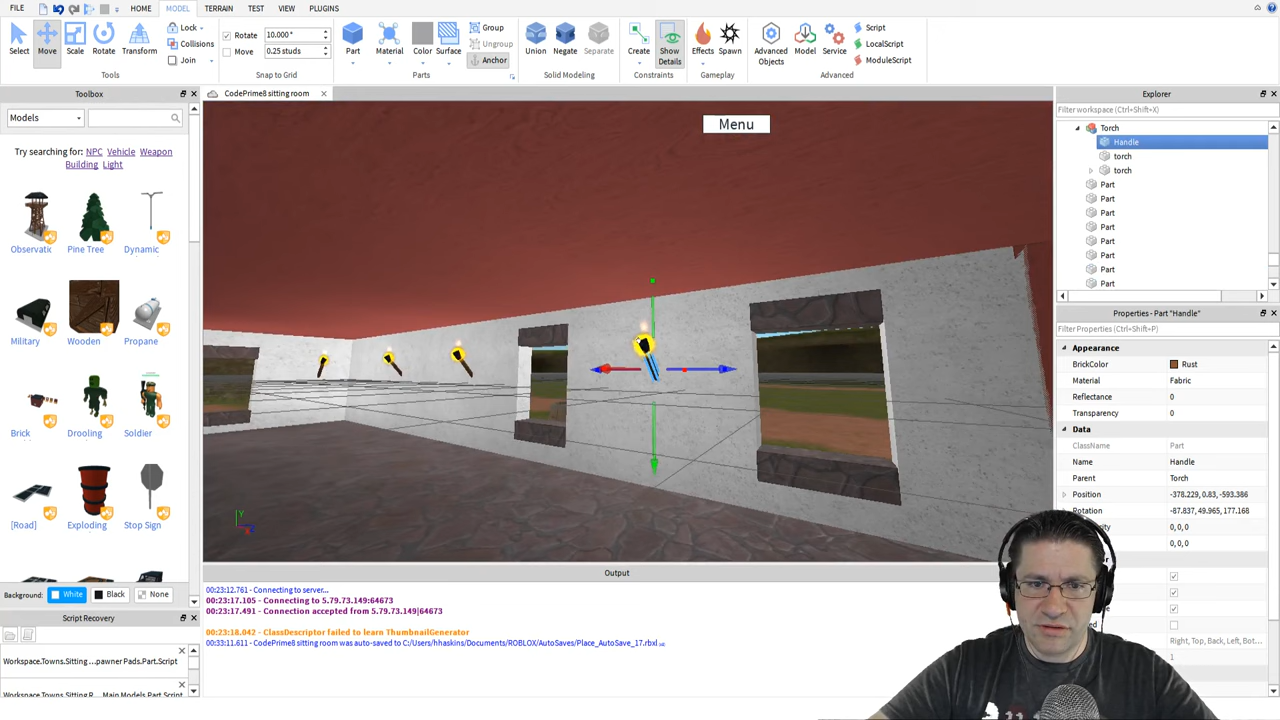 FILE HOME MODEL TERRAIN TEST VIEW PLUGINS
Select Move Scale Rotate Transform
Lock
Collisions
Join
Tools
Rotate 10.000°
Move 0.25 studs
Snap to Grid
Part Material Color Surface
Group
Ungroup
Anchor
Parts
Union Negate Separate
Solid Modeling
Create Show Details
Constraints
Effects Spawn
Gameplay
Advanced Objects Model Service
Script
LocalScript
ModuleScript
Advanced
Toolbox
Models
Try searching for: NPC Vehicle Weapon
Building Light
Observatic Pine Tree Dynamic
Military Wooden Propane
Brick Drooling Soldier
[Road] Exploding Stop Sign
Background: White Black None
Script Recovery
Workspace.Towns.Sitting ...pawner Pads.Part.Script
Workspace.Towns.Sitting R... Main Models.Part.Script
CodePrime8 sitting room
Menu
Y
Output
00:23:12.761 - Connecting to server...
00:23:17.105 - Connecting to 5.79.73.149:64673
00:23:17.491 - Connection accepted from 5.79.73.149|64673
00:23:18.042 - ClassDescriptor failed to learn ThumbnailGenerator
00:33:11.611 - CodePrime8 sitting room was auto-saved to C:/Users/hhaskins/Documents/ROBLOX/AutoSaves/Place_AutoSave_17.rbxl
Explorer
Filter workspace (Ctrl+Shift+X)
Torch
Handle
torch
torch
Part
Part
Part
Part
Part
Part
Part
Part
Properties - Part "Handle"
Filter Properties (Ctrl+Shift+P)
Appearance
BrickColor Rust
Material Fabric
Reflectance 0
Transparency 0
Data
ClassName Part
Name Handle
Parent Torch
Position -378.229, 0.83, -593.386
Rotation -87.837, 49.965, 177.168
0, 0, 0
0, 0, 0
Right, Top, Back, Left, Bot...
1